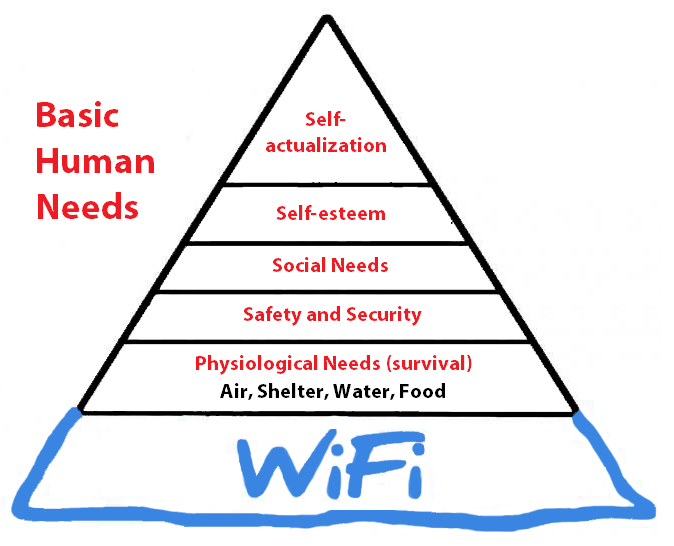 Basic
Human
Needs
Self-
actualization
Self-esteem
Social Needs
Safety and Security
Physiological Needs (survival)
Air, Shelter, Water, Food
WiFi